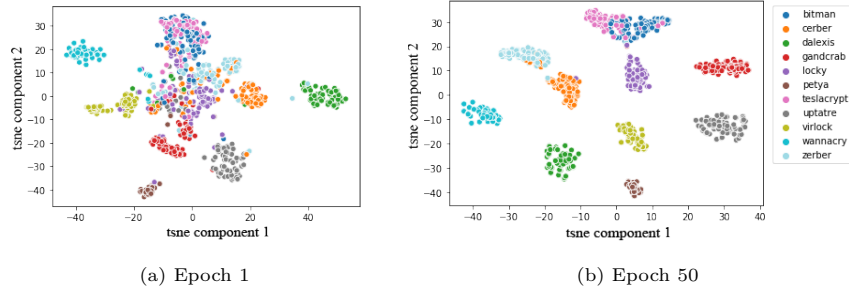 30
20
10
0
−10
−20
−30
−40
−40
−20
0
20
40
tsne component 2
tsne component 1
(a) Epoch 1
30
20
10
0
−10
−20
−30
−40
−40
−30
−20
−10
0
10
20
30
40
tsne component 2
tsne component 1
(b) Epoch 50
bitman
cerber
dalexis
gandcrab
locky
petya
teslacrypt
uptatre
virlock
wannacry
zerber